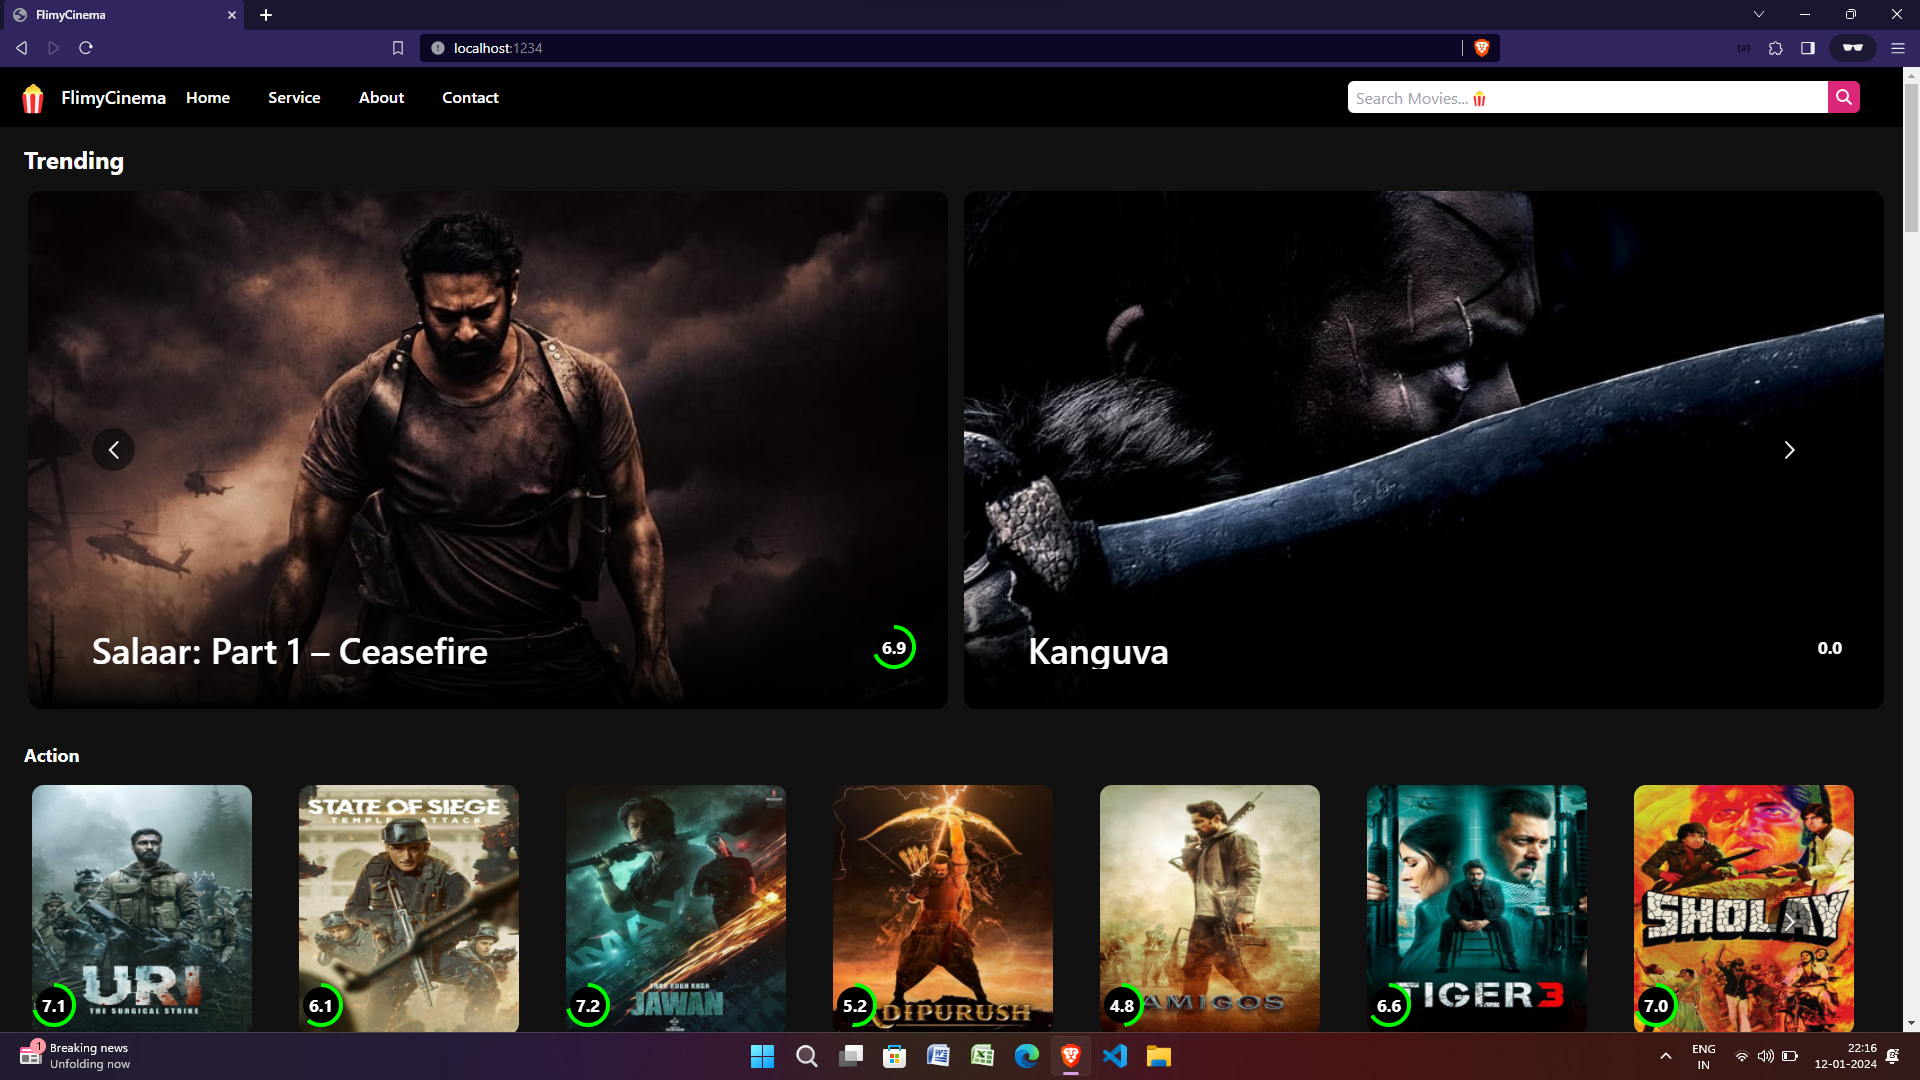 FlimyCinema
localhost:1234
FlimyCinema Home Service About Contact
Search Movies...
Trending
Salaar: Part 1 – Ceasefire
6.9
Kanguva
0.0
Action
URI
THE SURGICAL STRIKE
7.1
STATE OF SIEGE
TEMPLE ATTACK
6.1
SHAH RUKH KHAN
JAWAN
7.2
ADIPURUSH
5.2
AMIGOS
4.8
TIGER 3
6.6
SHOLAY
7.0
1
Breaking news
Unfolding now
ENG
IN
22:16
12-01-2024